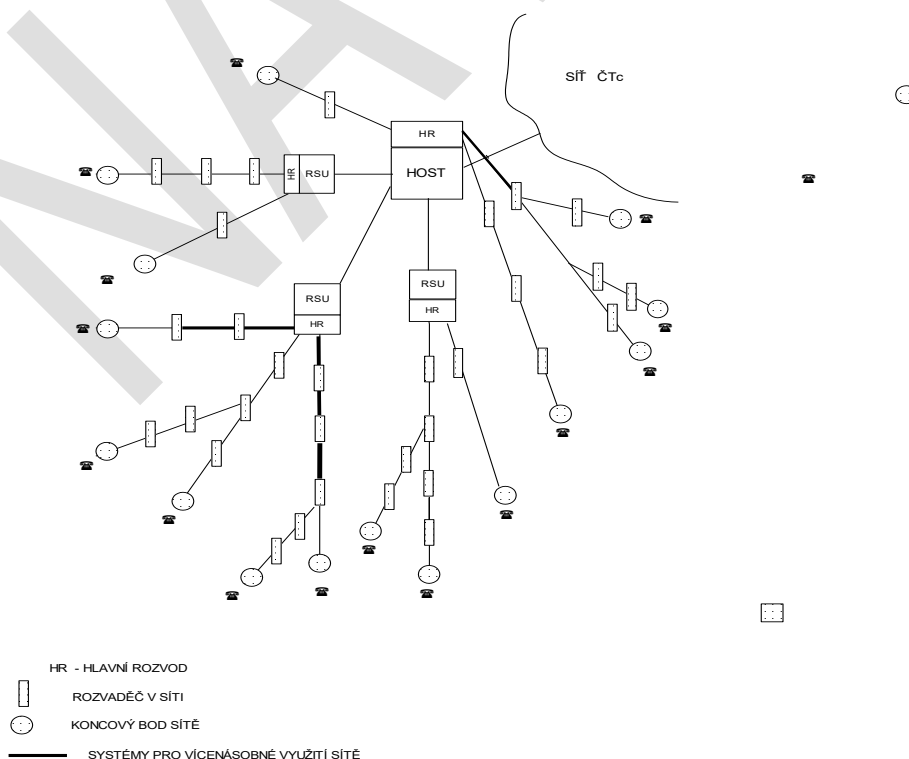 SÍŤ ČTc
HR
HOST
HR RSU
RSU
HR
RSU
HR
HR - HLAVNÍ ROZVOD
ROZVADĚČ V SÍTI
KONCOVÝ BOD SÍTĚ
SYSTÉMY PRO VÍCENÁSOBNÉ VYUŽITÍ SÍTĚ